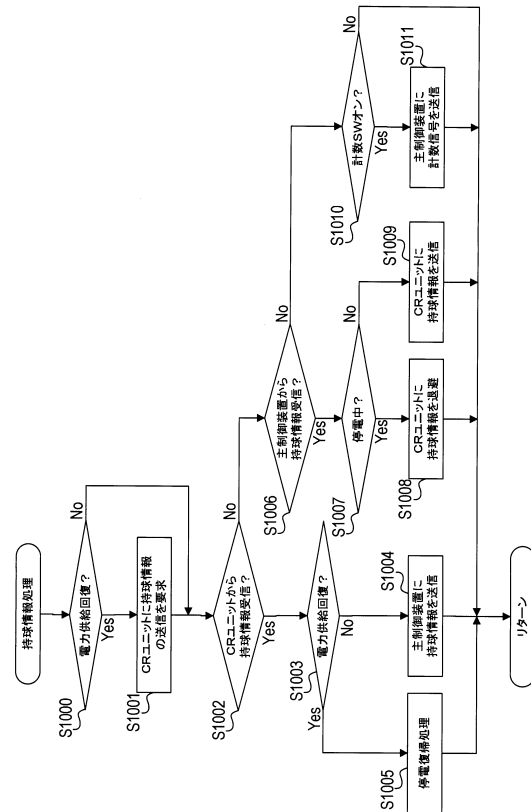 持球情報処理
S1000
電力供給回復?
No
Yes
S1001
CRユニットに持球情報
の送信を要求
S1002
CRユニットから
持球情報受信?
No
Yes
S1003
電力供給回復?
Yes
No
S1004
主制御装置に
持球情報を送信
S1005
停電復帰処理
S1006
主制御装置から
持球情報受信?
No
Yes
S1007
停電中?
No
Yes
S1008
CRユニットに
持球情報を退避
S1009
CRユニットに
持球情報を送信
S1010
計数SWオン?
No
Yes
S1011
主制御装置に
計数信号を送信
リターン